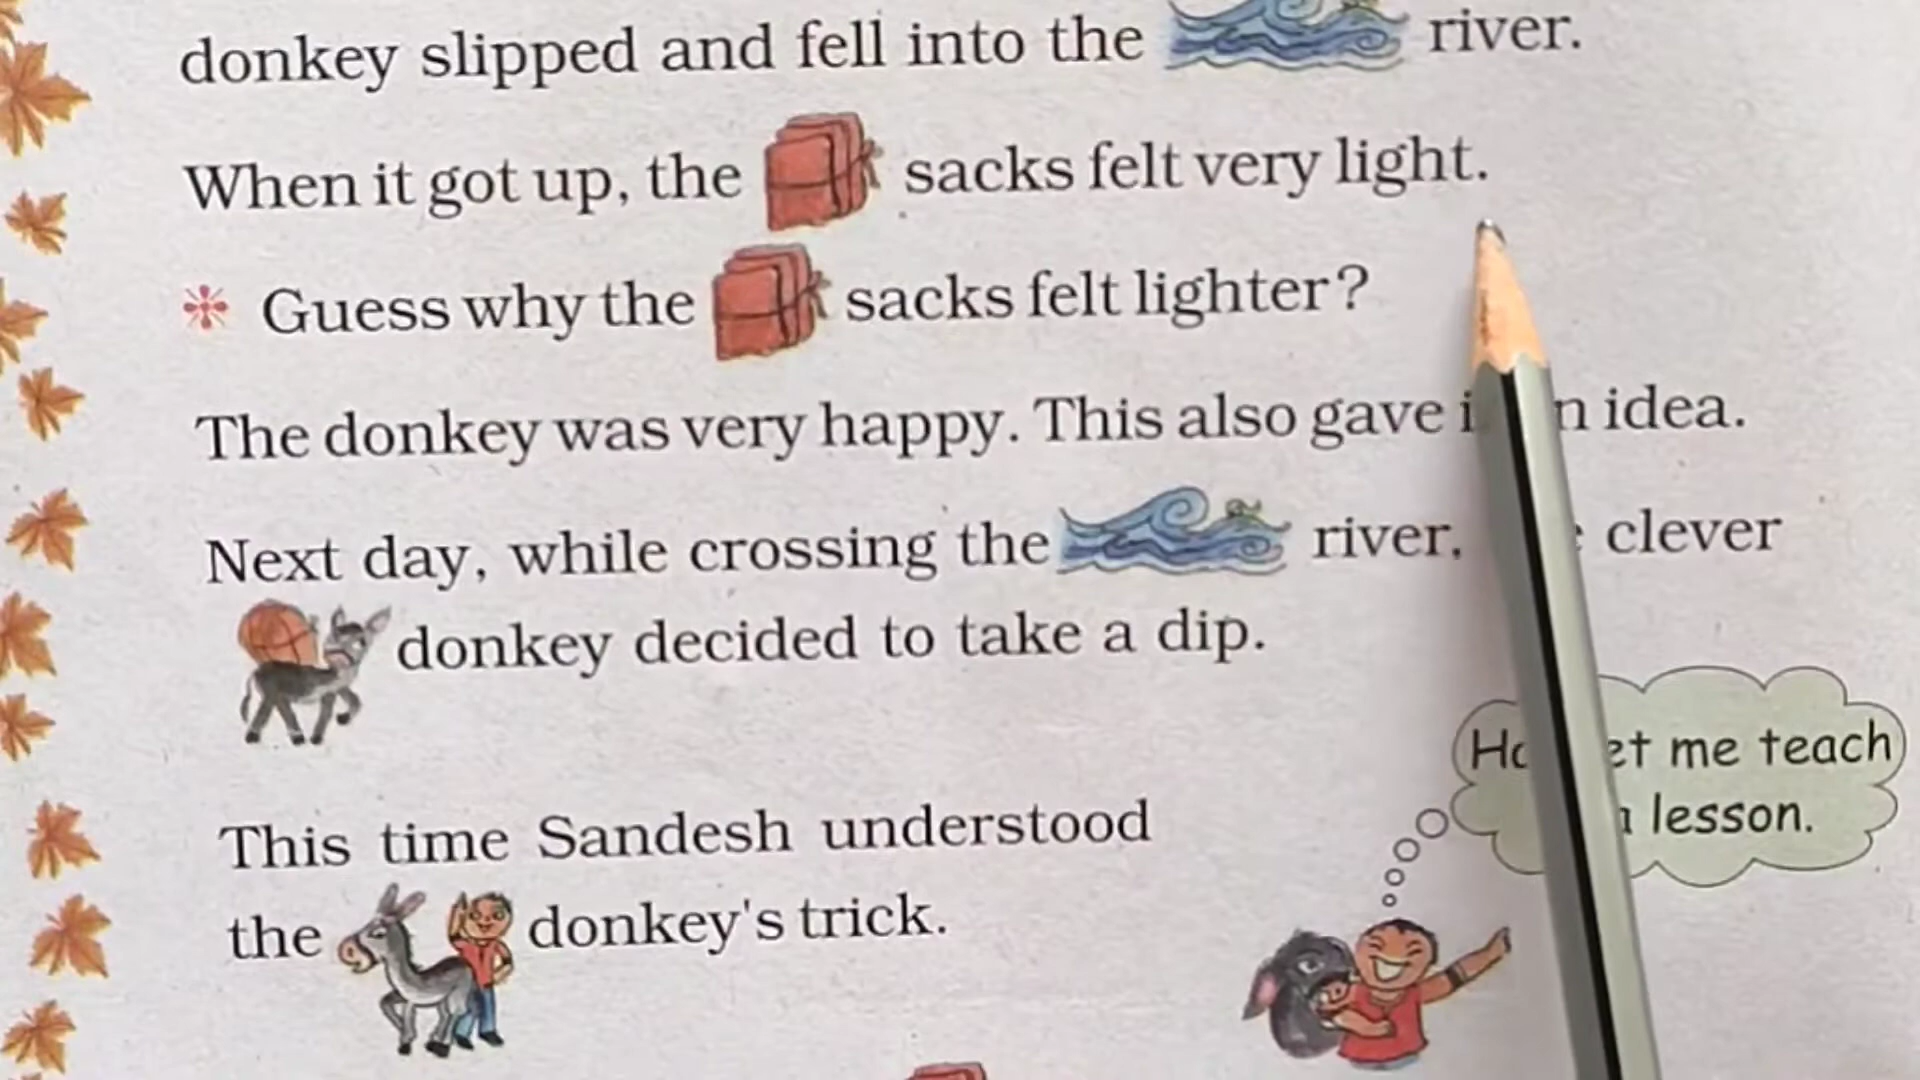 donkey slipped and fell into the river.
When it got up, the sacks felt very light.
Guess why the sacks felt lighter?
The donkey was very happy. This also gave idea.
Next day, while crossing the river, clever
donkey decided to take a dip.
me teach
lesson.
This time Sandesh understood
the donkey's trick.